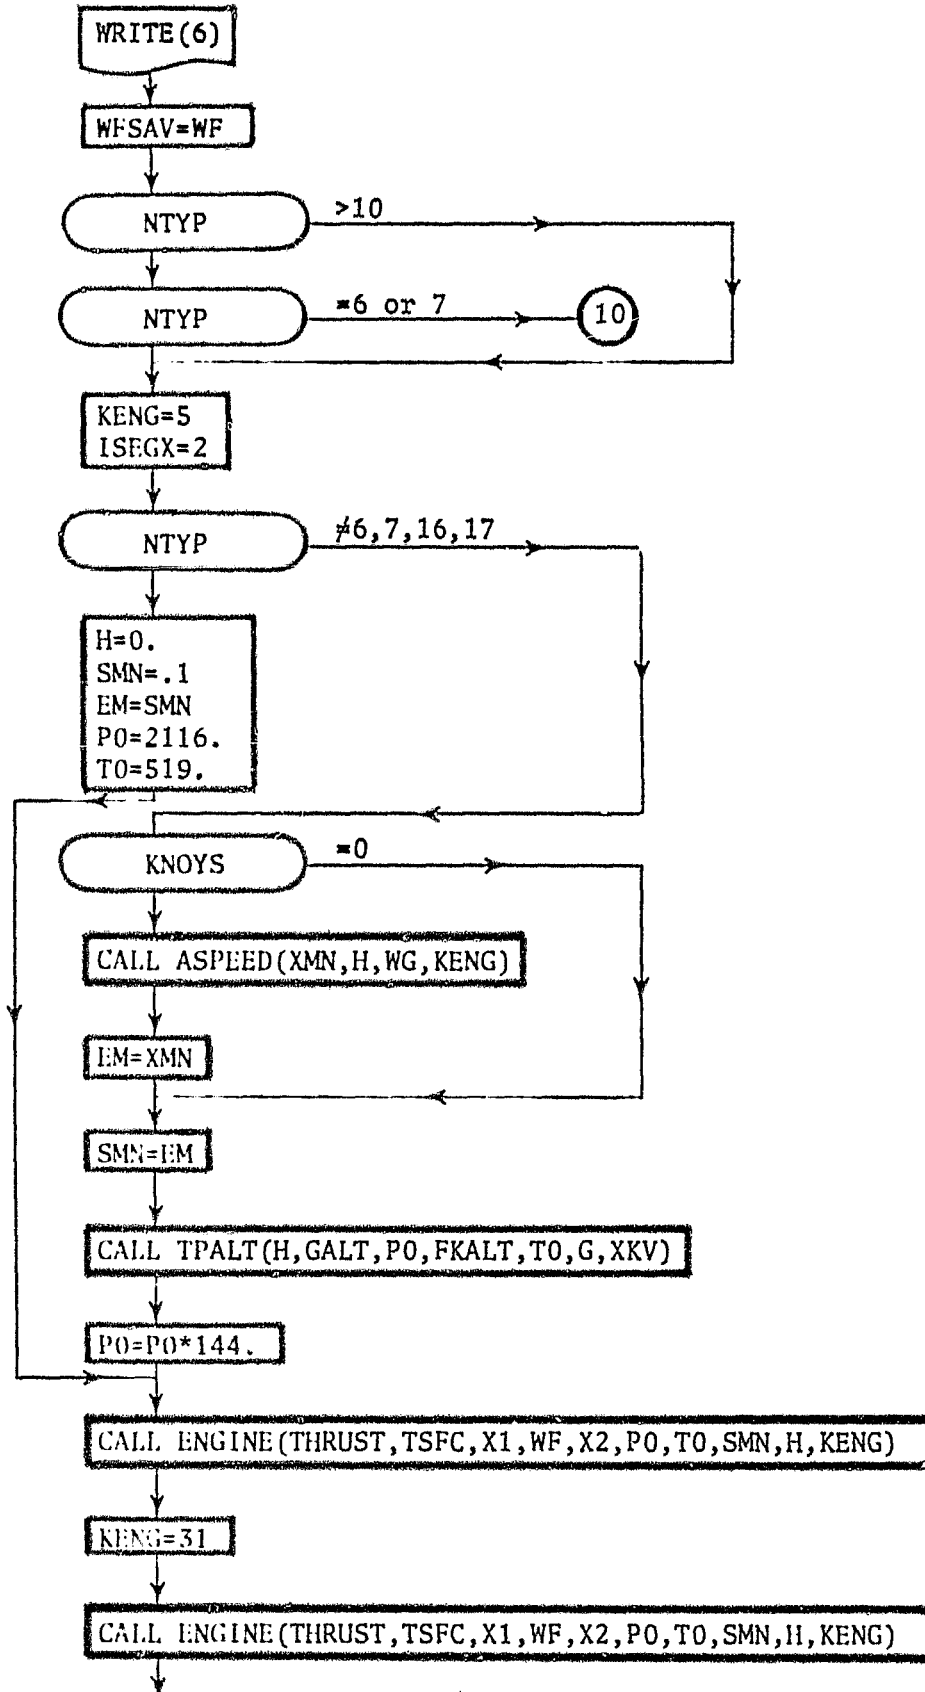 WRITE(6)
WFSAV=WF
NTYP
>10
NTYP
=6 or 7
10
KENG=5
ISEGX=2
NTYP
≠6,7,16,17
H=0.
SMN=.1
EM=SMN
P0=2116.
T0=519.
KNOYS
=0
CALL ASPEED(XMN,H,WG,KENG)
EM=XMN
SMN=EM
CALL TPALT(H,GALT,P0,FKALT,T0,G,XKV)
P0=P0*144.
CALL ENGINE(THRUST,TSFC,X1,WF,X2,P0,T0,SMN,H,KENG)
KENG=31
CALL ENGINE(THRUST,TSFC,X1,WF,X2,P0,T0,SMN,H,KENG)